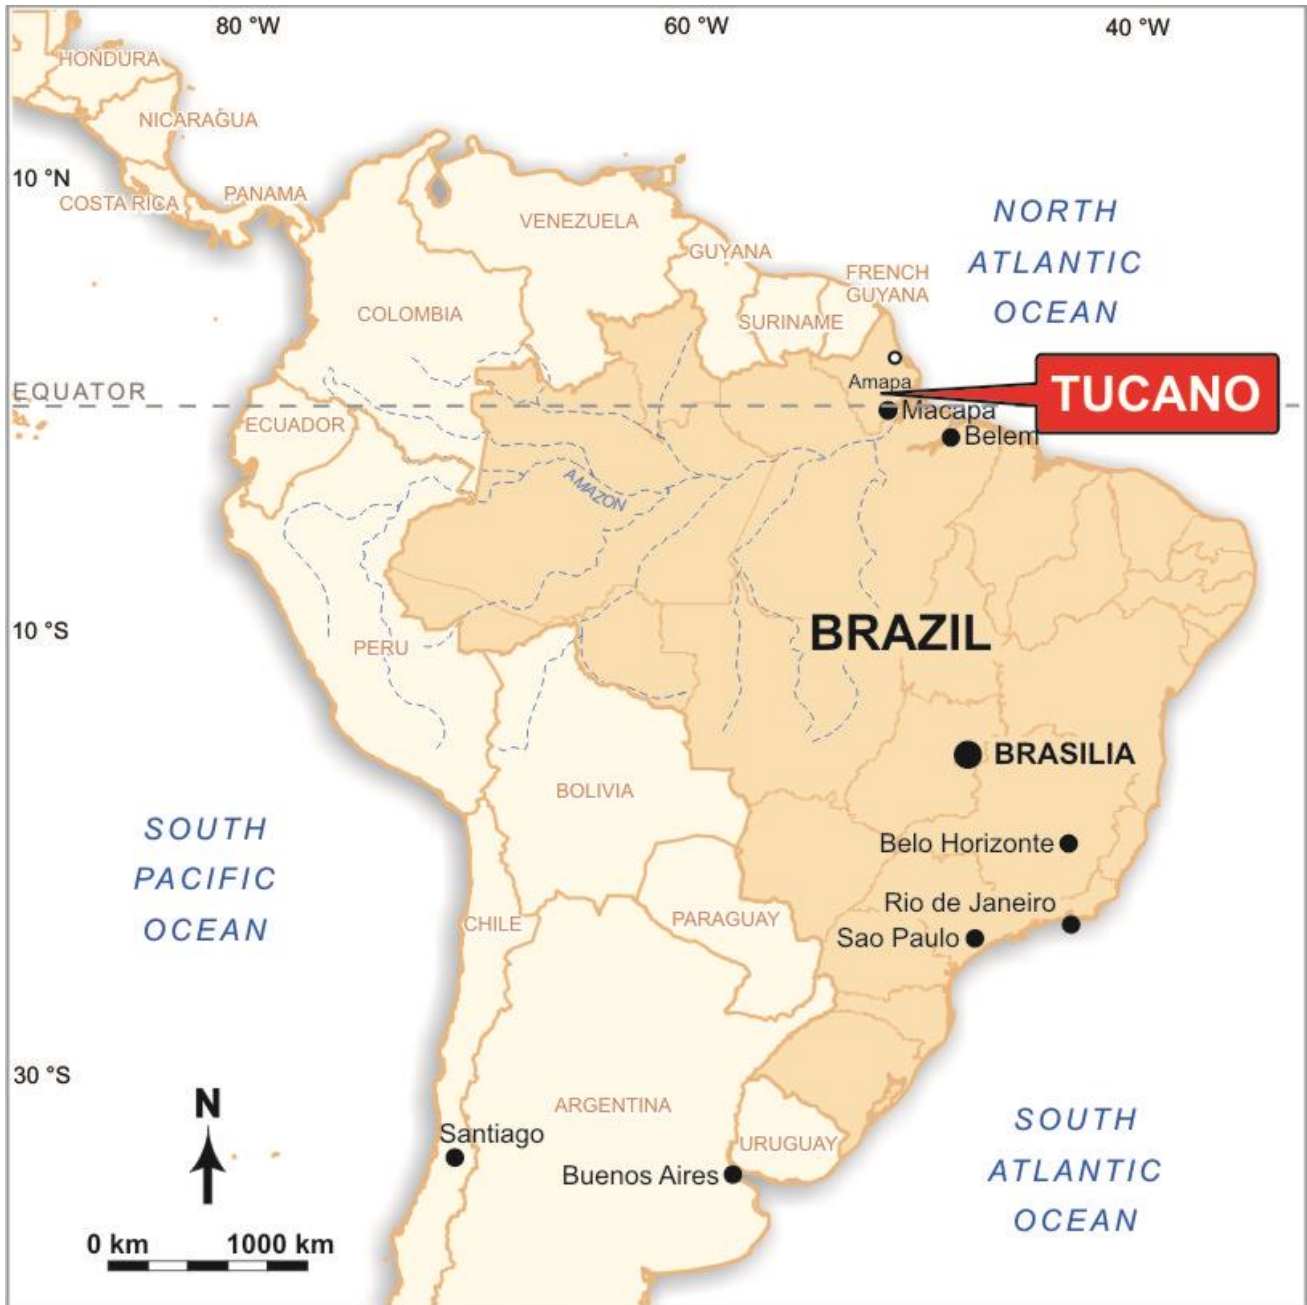 80 °W
60 °W
40 °W
HONDURA
NICARAGUA
10 °N
COSTA RICA
PANAMA
VENEZUELA
GUYANA
NORTH
ATLANTIC
OCEAN
FRENCH
GUYANA
COLOMBIA
SURINAME
EQUATOR
Amapa
TUCANO
Macapa
ECUADOR
Belem
AMAZON
10 °S
PERU
BRAZIL
BRASILIA
BOLIVIA
SOUTH
PACIFIC
OCEAN
Belo Horizonte
Rio de Janeiro
CHILE
PARAGUAY
Sao Paulo
30 °S
N
ARGENTINA
SOUTH
ATLANTIC
OCEAN
Santiago
URUGUAY
Buenos Aires
0 km
1000 km